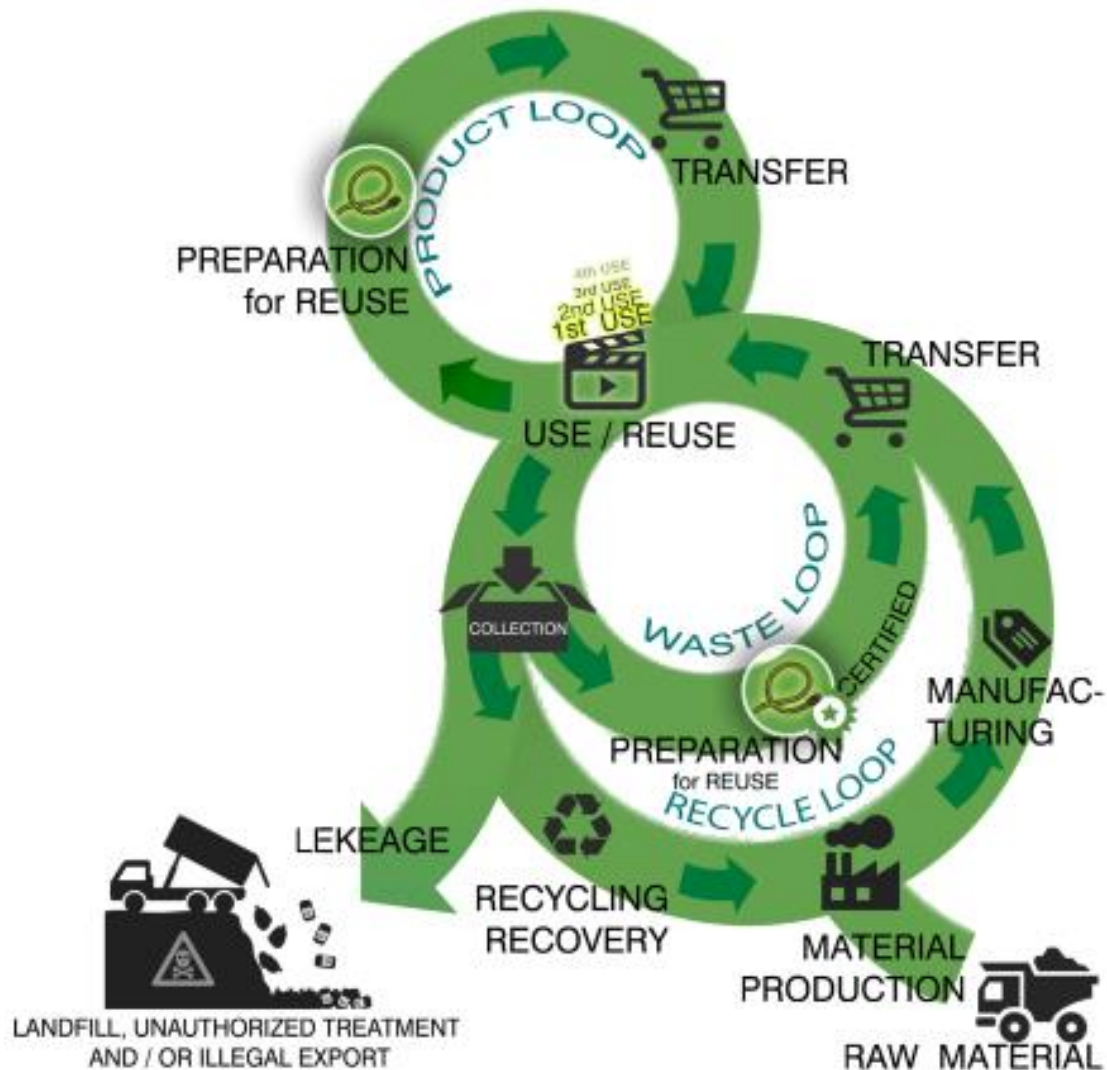 PRODUCT LOOP
TRANSFER
PREPARATION
for REUSE
4th USE
3rd USE
2nd USE
1st USE
TRANSFER
USE / REUSE
WASTE LOOP
COLLECTION
CERTIFIED
MANUFAC-
TURING
PREPARATION
for REUSE
RECYCLE LOOP
LEKEAGE
RECYCLING
RECOVERY
MATERIAL
PRODUCTION
LANDFILL, UNAUTHORIZED TREATMENT
AND / OR ILLEGAL EXPORT
RAW MATERIAL